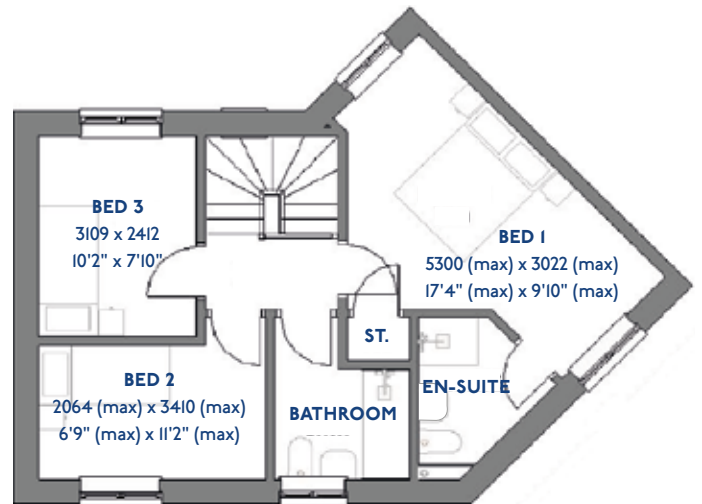 BED 3
3109 x 2412
10'2" x 7'10"
BED 1
5300 (max) x 3022 (max)
17'4" (max) x 9'10" (max)
ST.
BED 2
2064 (max) x 3410 (max)
6'9" (max) x 11'2" (max)
BATHROOM
EN-SUITE